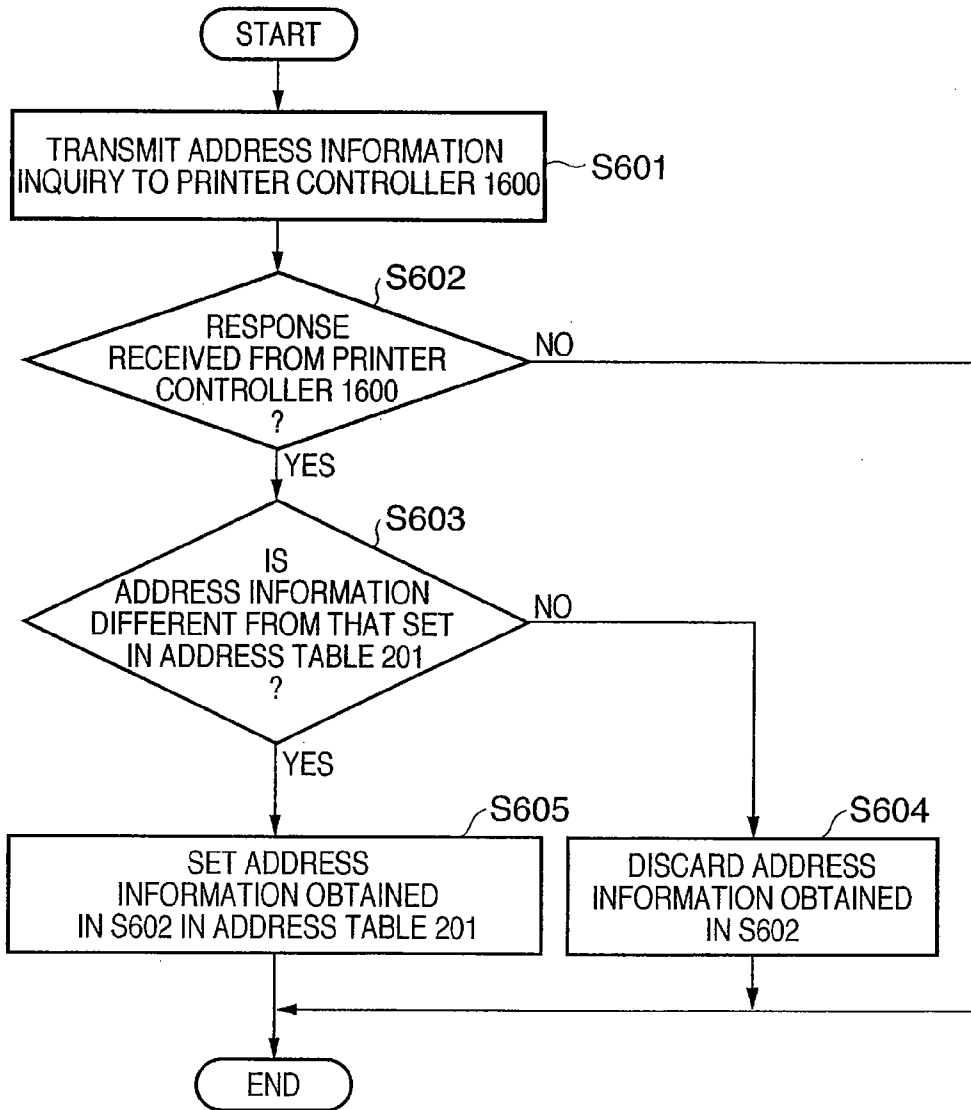 START
TRANSMIT ADDRESS INFORMATION
INQUIRY TO PRINTER CONTROLLER 1600
S601
S602
RESPONSE
RECEIVED FROM PRINTER
CONTROLLER 1600
?
NO
YES
S603
IS
ADDRESS INFORMATION
DIFFERENT FROM THAT SET
IN ADDRESS TABLE 201
?
NO
YES
S605
SET ADDRESS
INFORMATION OBTAINED
IN S602 IN ADDRESS TABLE 201
S604
DISCARD ADDRESS
INFORMATION OBTAINED
IN S602
END